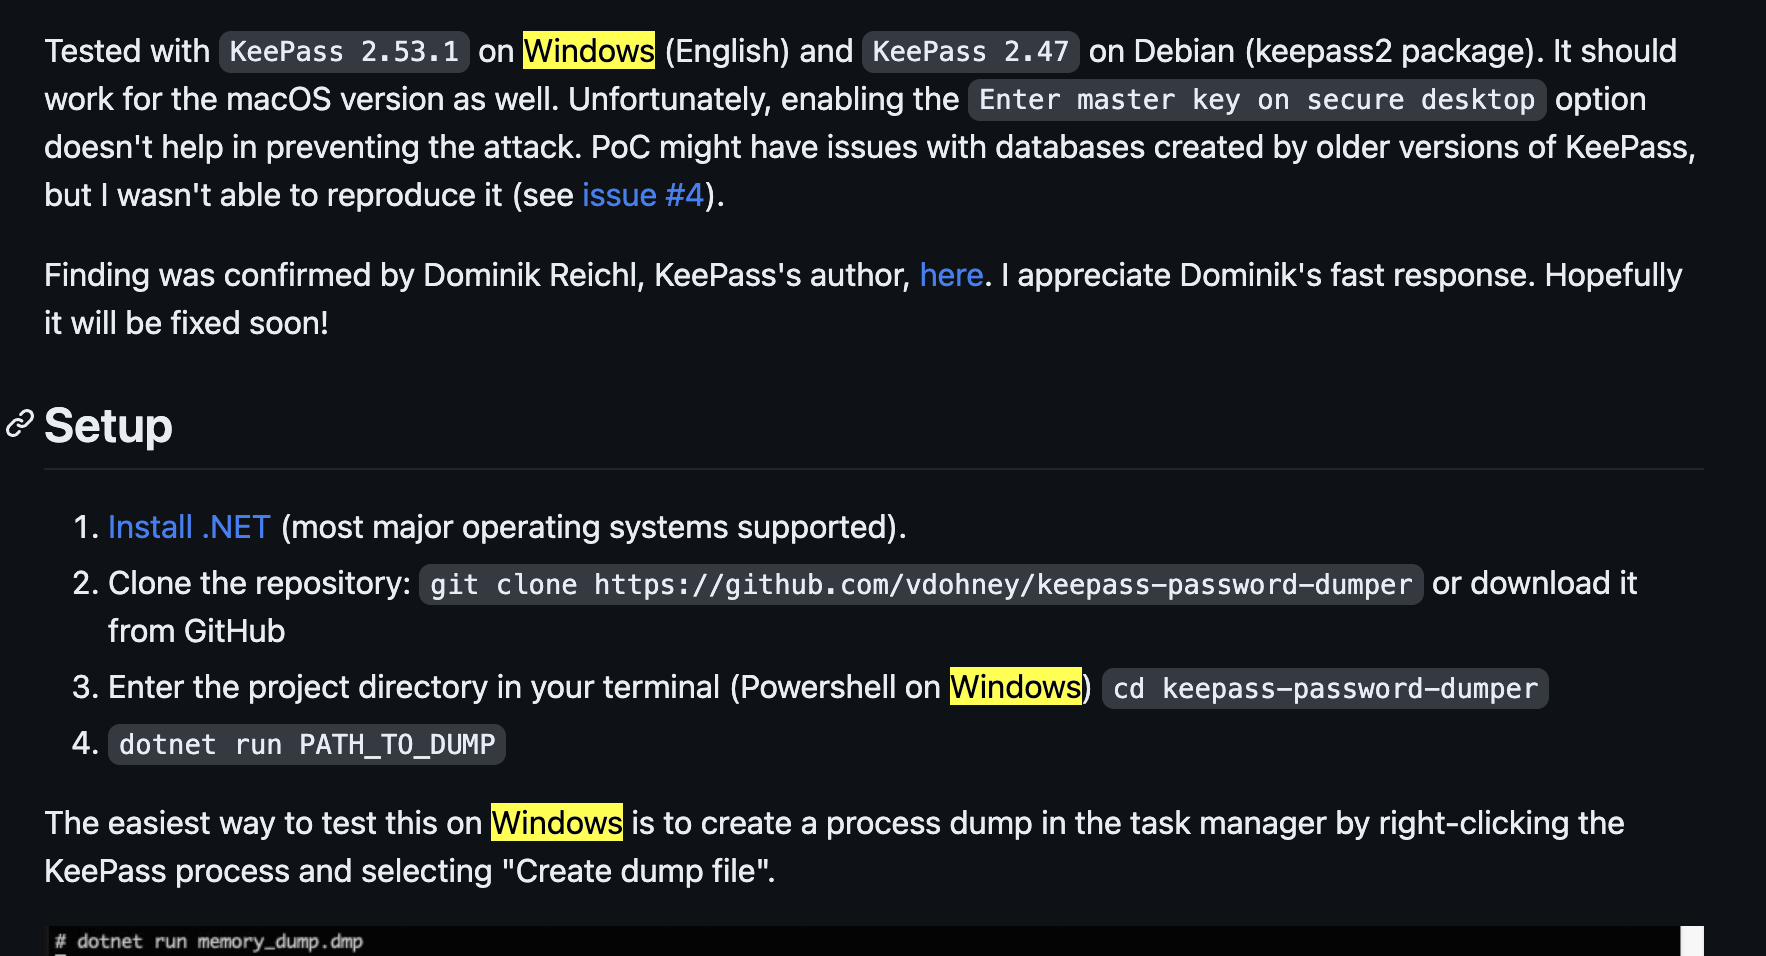 Tested with KeePass 2.53.1 on Windows (English) and KeePass 2.47 on Debian (keepass2 package). It should
work for the macOS version as well. Unfortunately, enabling the Enter master key on secure desktop option
doesn't help in preventing the attack. PoC might have issues with databases created by older versions of KeePass,
but I wasn't able to reproduce it (see issue #4).
Finding was confirmed by Dominik Reichl, KeePass's author, here. I appreciate Dominik's fast response. Hopefully
it will be fixed soon!
Setup
1. Install .NET (most major operating systems supported).
2. Clone the repository: git clone https://github.com/vdohney/keepass-password-dumper or download it
from GitHub
3. Enter the project directory in your terminal (Powershell on Windows) cd keepass-password-dumper
4. dotnet run PATH_TO_DUMP
The easiest way to test this on Windows is to create a process dump in the task manager by right-clicking the
KeePass process and selecting "Create dump file".
# dotnet run memory_dump.dmp